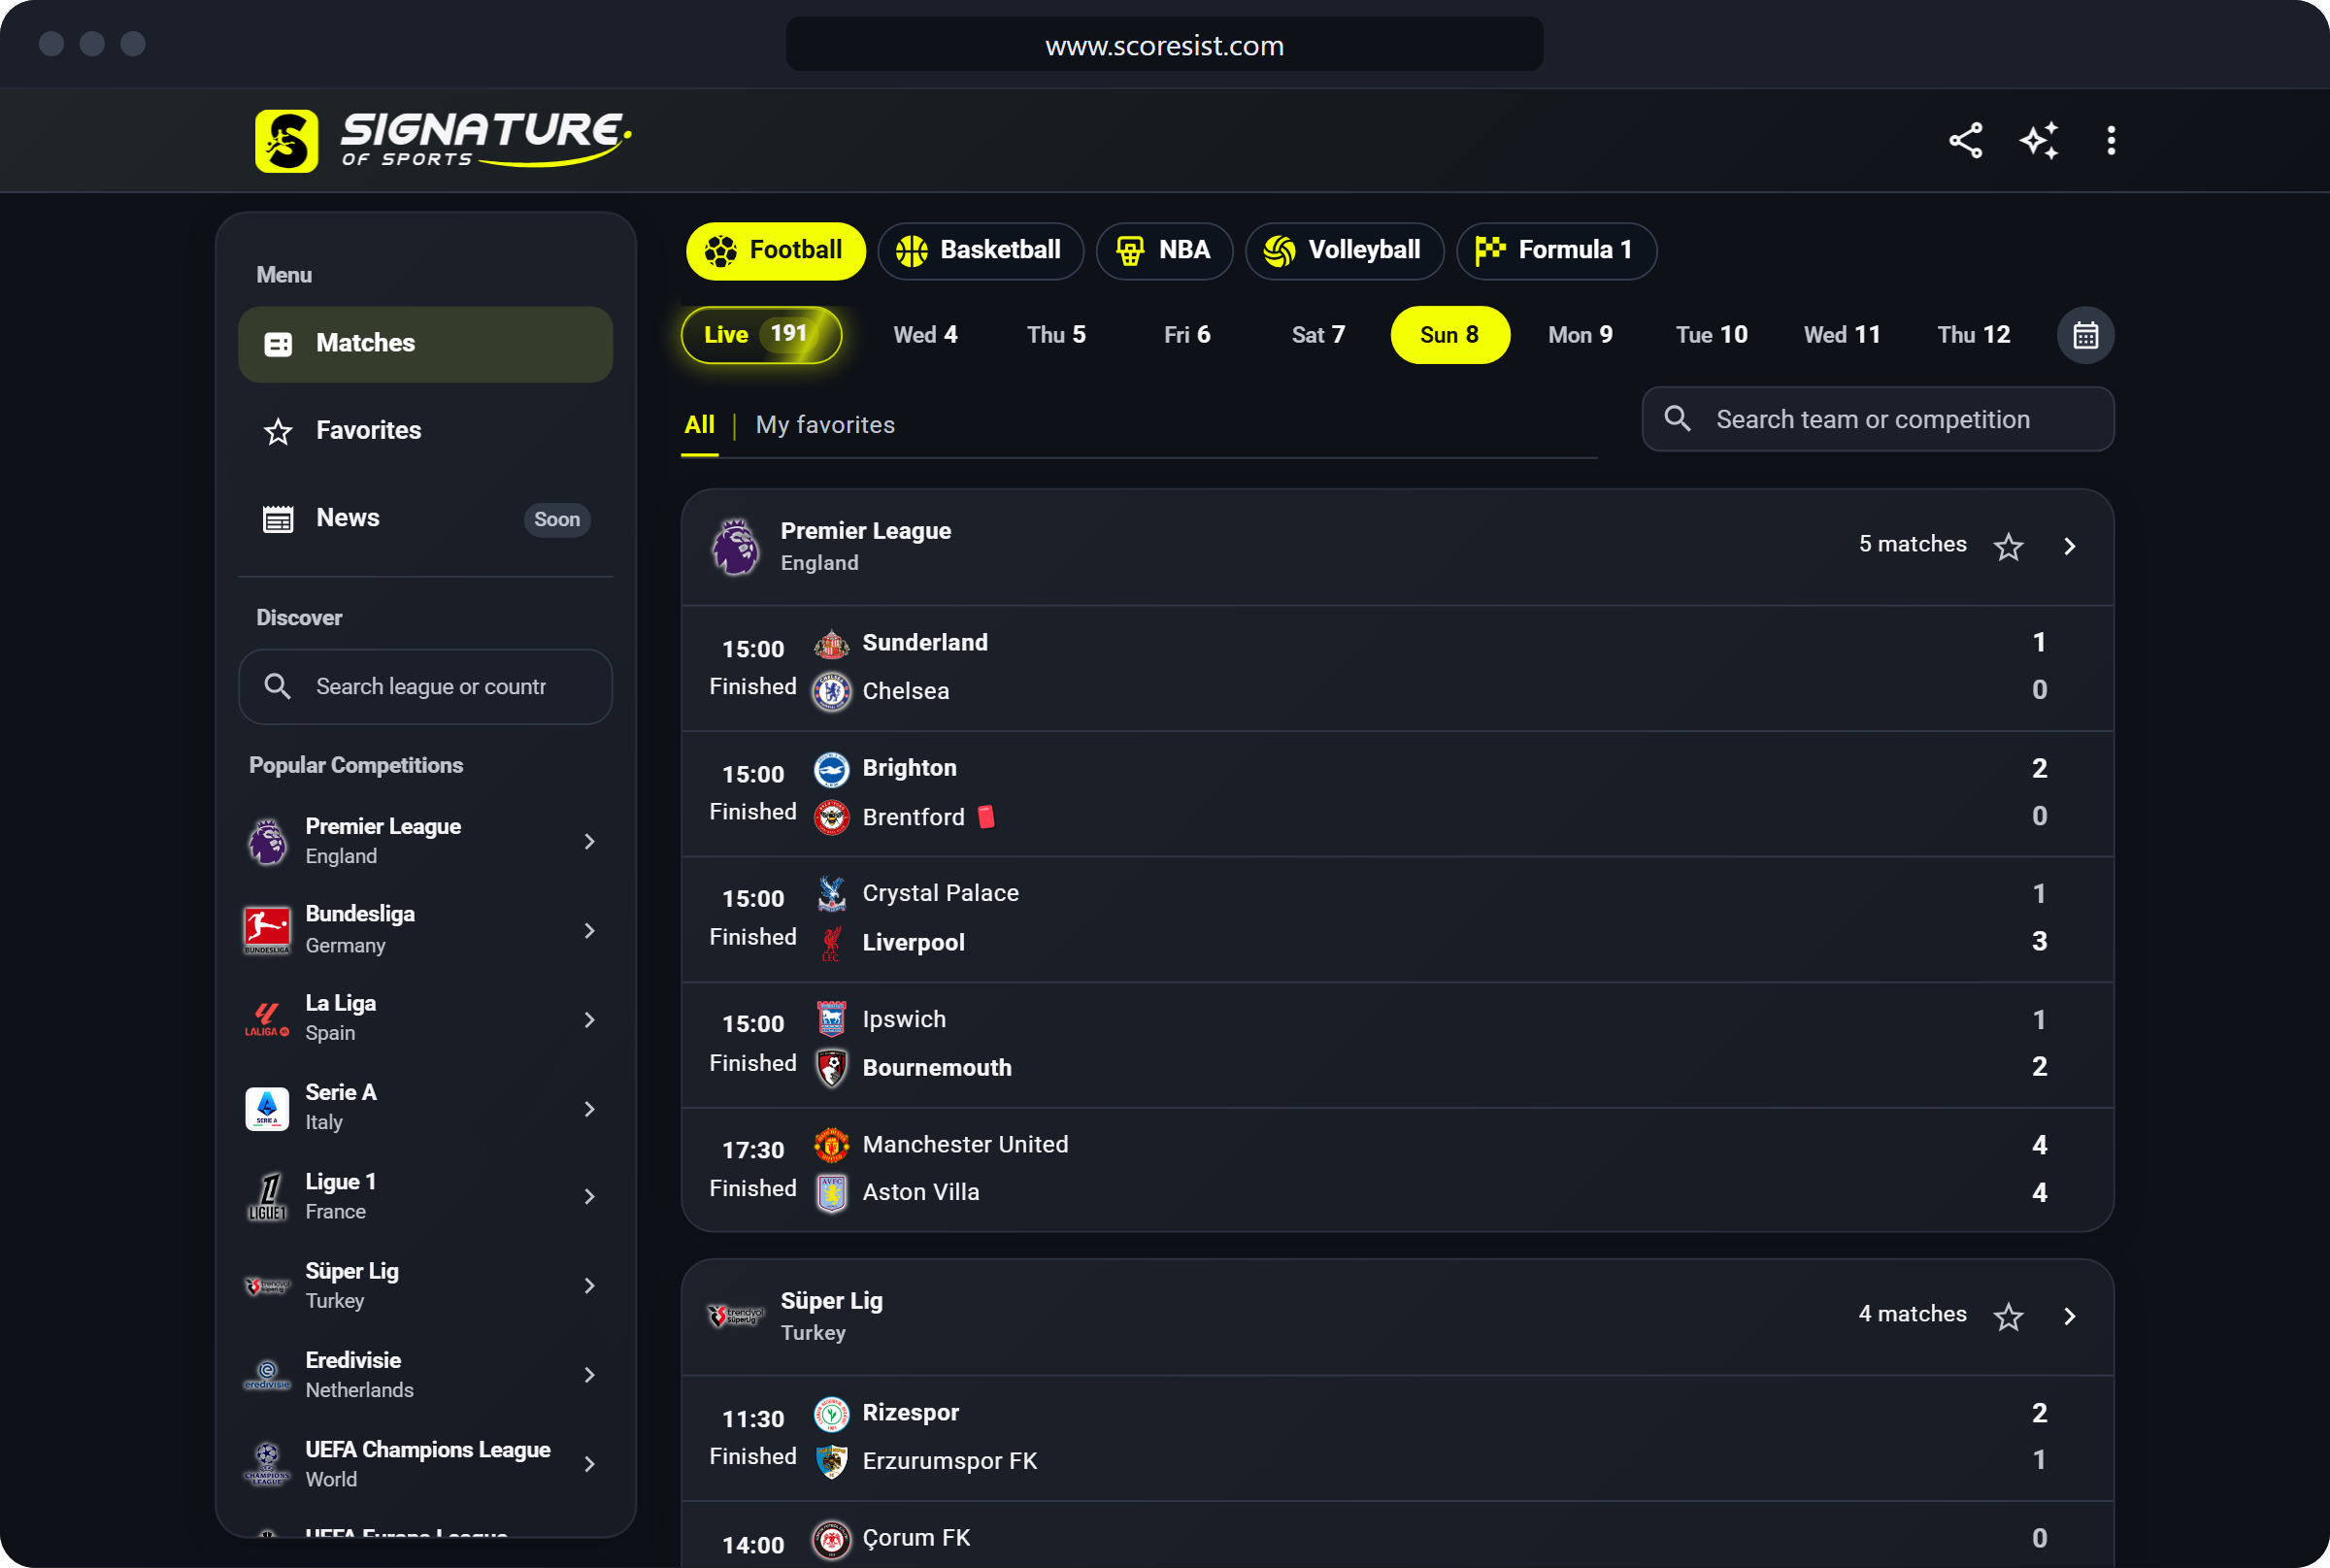 www.scoresist.com
SIGNATURE
OF SPORTS
Menu
Matches
Favorites
News Soon
Discover
Search league or countr
Popular Competitions
Premier League
England
Bundesliga
Germany
La Liga
Spain
Serie A
Italy
Ligue 1
France
Süper Lig
Turkey
Eredivisie
Netherlands
UEFA Champions League
World
UEFA Europa League
Football Basketball NBA Volleyball Formula 1
Live 191 Wed 4 Thu 5 Fri 6 Sat 7 Sun 8 Mon 9 Tue 10 Wed 11 Thu 12
All | My favorites
Search team or competition
Premier League
England
5 matches
15:00 Sunderland 1
Finished Chelsea 0
15:00 Brighton 2
Finished Brentford 0
15:00 Crystal Palace 1
Finished Liverpool 3
15:00 Ipswich 1
Finished Bournemouth 2
17:30 Manchester United 4
Finished Aston Villa 4
Süper Lig
Turkey
4 matches
11:30 Rizespor 2
Finished Erzurumspor FK 1
14:00 Çorum FK 0